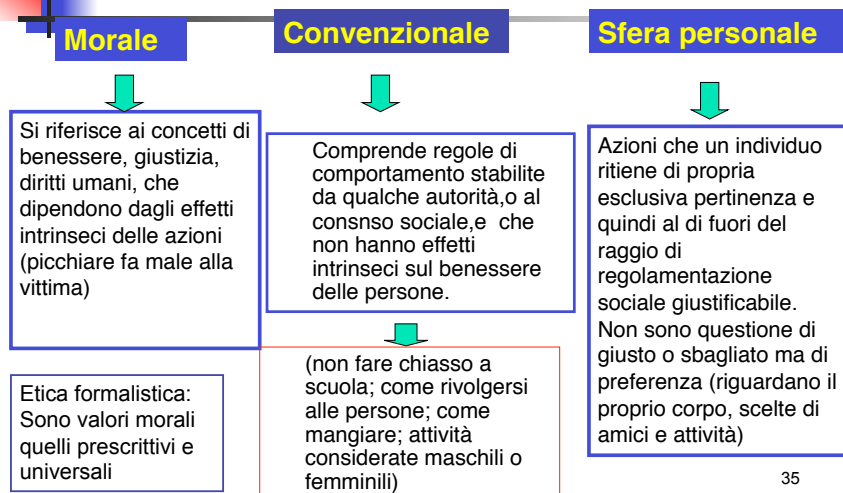 Morale
Convenzionale
Sfera personale
Si riferisce ai concetti di
benessere, giustizia,
diritti umani, che
dipendono dagli effetti
intrinseci delle azioni
(picchiare fa male alla
vittima)
Etica formalistica:
Sono valori morali
quelli prescrittivi e
universali
Comprende regole di
comportamento stabilite
da qualche autorità,o al
consnso sociale,e che
non hanno effetti
intrinseci sul benessere
delle persone.
(non fare chiasso a
scuola; come rivolgersi
alle persone; come
mangiare; attività
considerate maschili o
femminili)
Azioni che un individuo
ritiene di propria
esclusiva pertinenza e
quindi al di fuori del
raggio di
regolamentazione
sociale giustificabile.
Non sono questione di
giusto o sbagliato ma di
preferenza (riguardano il
proprio corpo, scelte di
amici e attività)
35